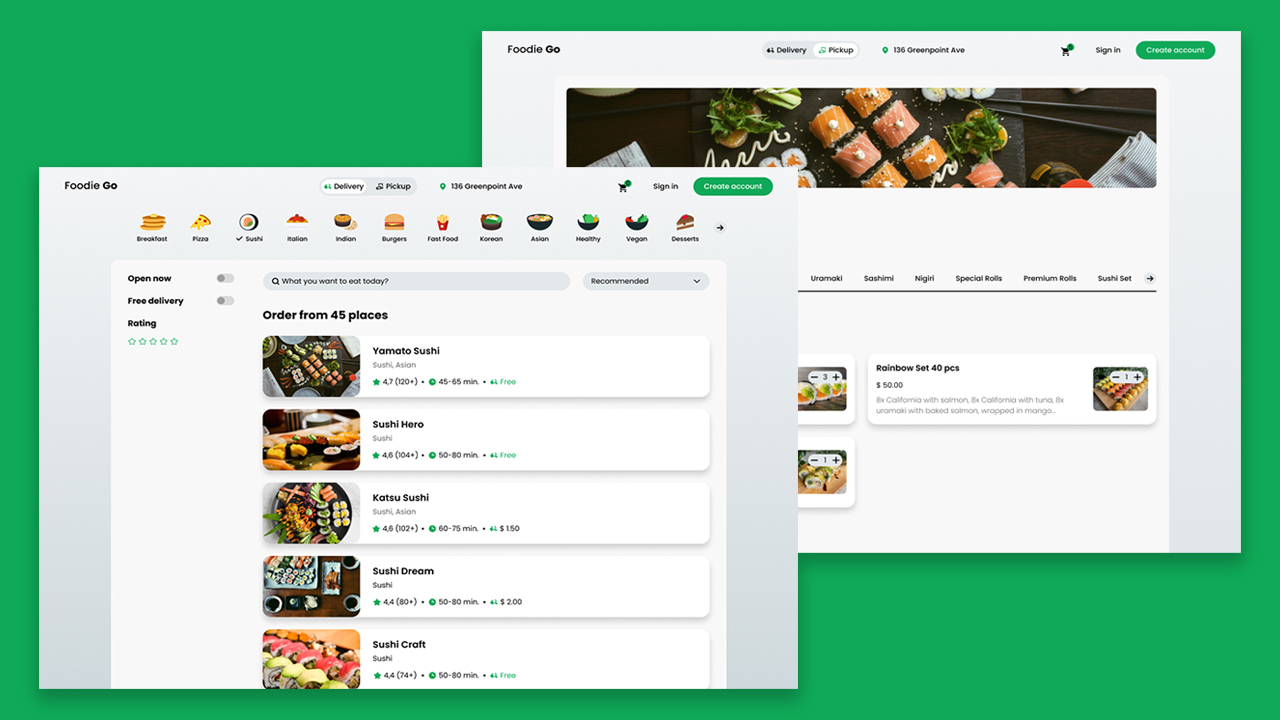 Foodie Go
Delivery Pickup
136 Greenpoint Ave
Sign in
Create account
Uramaki Sashimi Nigiri Special Rolls Premium Rolls Sushi Set
3
Rainbow Set 40 pcs
$ 50.00
8x California with salmon, 8x California with tuna, 8x
uramaki with baked salmon, wrapped in mango...
1
1
Foodie Go
Delivery Pickup
136 Greenpoint Ave
Sign in
Create account
Breakfast Pizza Sushi Italian Indian Burgers Fast Food Korean Asian Healthy Vegan Desserts
Open now
Free delivery
Rating
What you want to eat today?
Recommended
Order from 45 places
Yamato Sushi
Sushi, Asian
4,7 (120+) • 45-65 min. • Free
Sushi Hero
Sushi
4,6 (104+) • 50-80 min. • Free
Katsu Sushi
Sushi, Asian
4,6 (102+) • 60-75 min. • $ 1.50
Sushi Dream
Sushi
4,4 (80+) • 50-80 min. • $ 2.00
Sushi Craft
Sushi
4,4 (74+) • 50-80 min. • Free